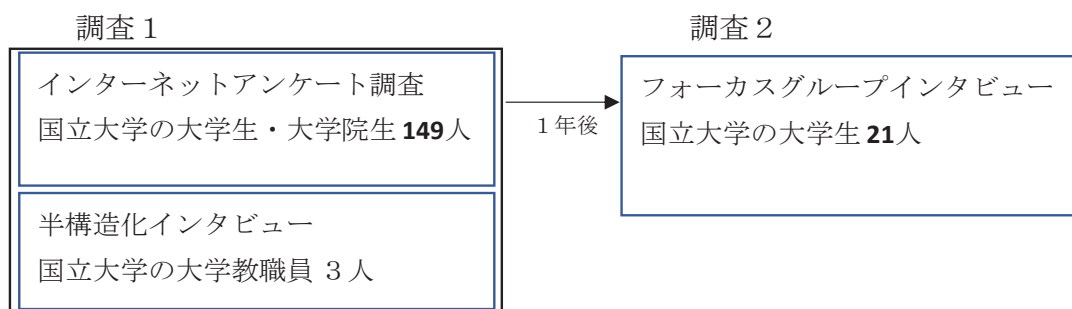 調査１
インターネットアンケート調査
国立大学の大学生・大学院生 149人
半構造化インタビュー
国立大学の大学教職員 ３人
１年後
調査２
フォーカスグループインタビュー
国立大学の大学生 21人